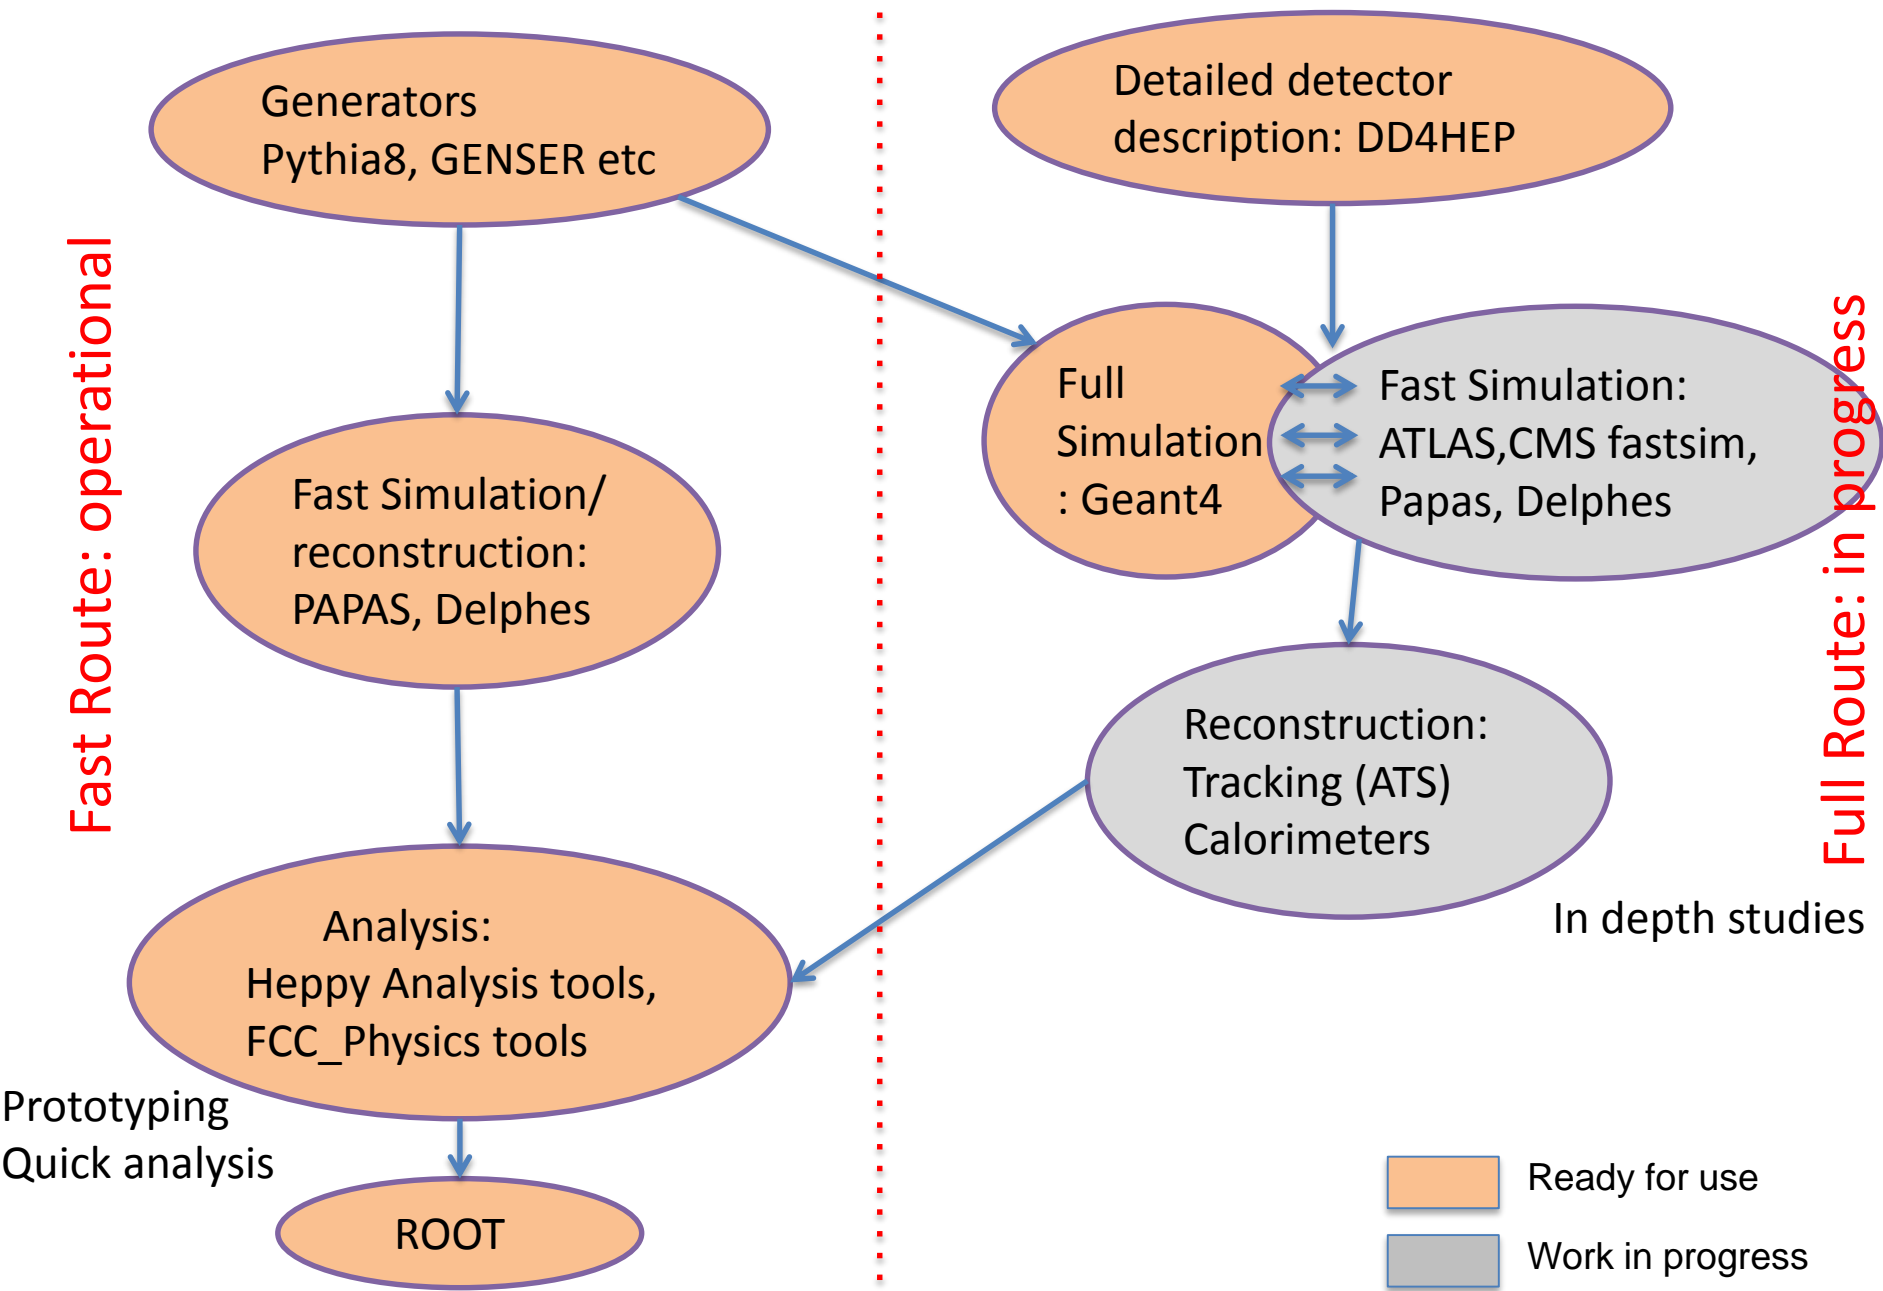 Generators
Pythia8, GENSER etc
Detailed detector
description: DD4HEP
Fast Route: operational
Full Route: in progress
Full
Simulation
: Geant4
Fast Simulation:
ATLAS,CMS fastsim,
Papas, Delphes
Fast Simulation/
reconstruction:
PAPAS, Delphes
Reconstruction:
Tracking (ATS)
Calorimeters
In depth studies
Analysis:
Heppy Analysis tools,
FCC_Physics tools
Prototyping
Quick analysis
ROOT
Ready for use
Work in progress